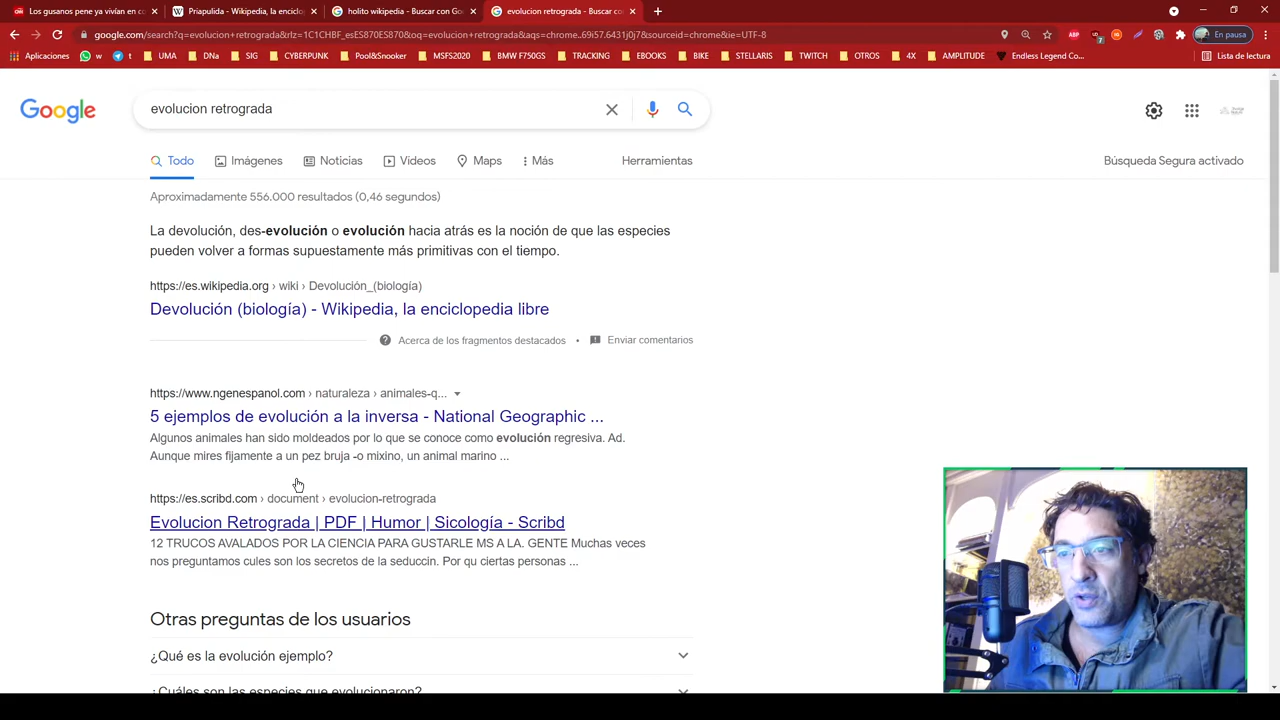 Los gusanos pene ya vivían en co
Priapulida - Wikipedia, la enciclop
holito wikipedia - Buscar con Goo
evolucion retrograda - Buscar co
google.com/search?q=evolucion+retrograda&rlz=1C1CHBF_esES870ES870&oq=evolucion+retrograda&aqs=chrome..69i57.6431j0j7&sourceid=chrome&ie=UTF-8
En pausa
Aplicaciones
w
t
UMA
DNa
SIG
CYBERPUNK
Pool&Snooker
MSFS2020
BMW F750GS
TRACKING
EBOOKS
BIKE
STELLARIS
TWITCH
OTROS
4X
AMPLITUDE
Endless Legend Co...
Lista de lectura
Google
evolucion retrograda
Todo
Imágenes
Noticias
Videos
Maps
Más
Herramientas
Búsqueda Segura activado
Aproximadamente 556.000 resultados (0,46 segundos)
La devolución, des-evolución o evolución hacia atrás es la noción de que las especies
pueden volver a formas supuestamente más primitivas con el tiempo.
https://es.wikipedia.org › wiki › Devolución_(biología)
Devolución (biología) - Wikipedia, la enciclopedia libre
Acerca de los fragmentos destacados • Enviar comentarios
https://www.ngenespanol.com › naturaleza › animales-q...
5 ejemplos de evolución a la inversa - National Geographic ...
Algunos animales han sido moldeados por lo que se conoce como evolución regresiva. Ad.
Aunque mires fijamente a un pez bruja -o mixino, un animal marino ...
https://es.scribd.com › document › evolucion-retrograda
Evolucion Retrograda | PDF | Humor | Sicología - Scribd
12 TRUCOS AVALADOS POR LA CIENCIA PARA GUSTARLE MS A LA. GENTE Muchas veces
nos preguntamos cules son los secretos de la seduccin. Por qu ciertas personas ...
Otras preguntas de los usuarios
¿Qué es la evolución ejemplo?
¿Cuáles son las especies que evolucionaron?